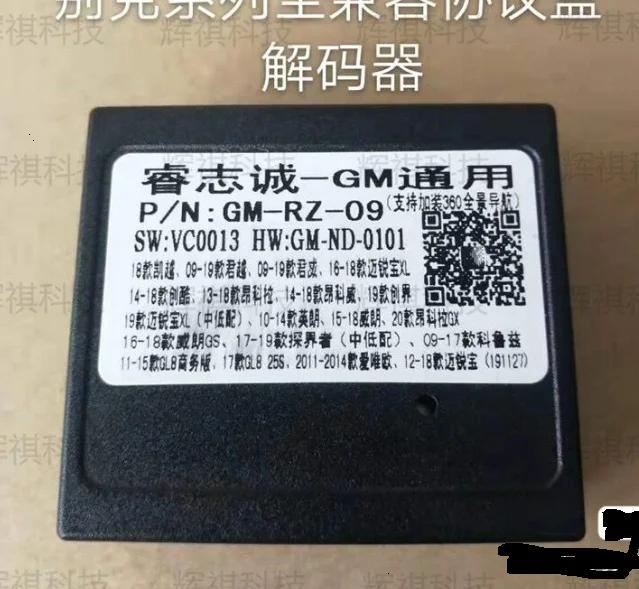 别克系列全兼容协议盒
解码器
睿志诚-GM通用
P/N:GM-RZ-09
(支持加装360全景导航)
SW:VC0013 HW:GM-ND-0101
18款凯越、09-19款君越、09-19款君威、16-18款迈锐宝XL
14-18款创酷、13-18款昂科拉、14-18款昂科威、19款创界
19款迈锐宝XL（中低配）、10-14款英朗、15-18款威朗、20款昂科拉GX
16-18款威朗GS、17-19款探界者（中低配）、09-17款科鲁兹
11-15款GL8商务版、17款GL8 25S、2011-2014款爱唯欧、12-18款迈锐宝（191127)
辉祺科技